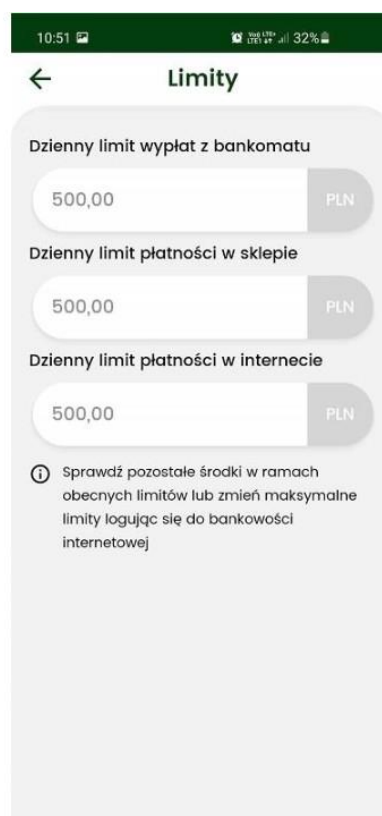 10:51 32%
Limity
Dzienny limit wypłat z bankomatu
500,00 PLN
Dzienny limit płatności w sklepie
500,00 PLN
Dzienny limit płatności w internecie
500,00 PLN
Sprawdź pozostałe środki w ramach
obecnych limitów lub zmień maksymalne
limity logując się do bankowości
internetowej